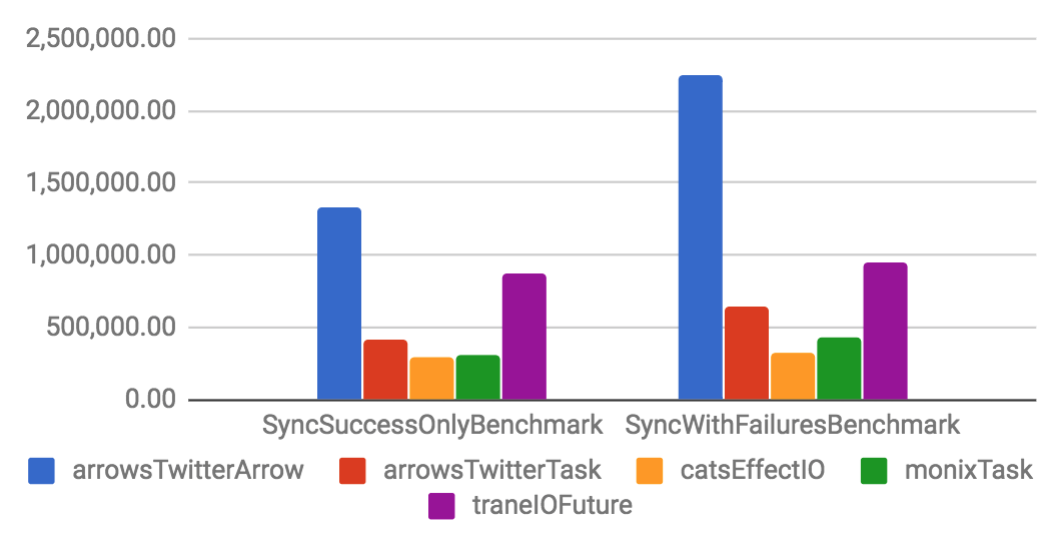 2,500,000.00
2,000,000.00
1,500,000.00
1,000,000.00
500,000.00
0.00
SyncSuccessOnlyBenchmark SyncWithFailuresBenchmark
arrowsTwitterArrow arrowsTwitterTask catsEffectIO monixTask
traneIOFuture